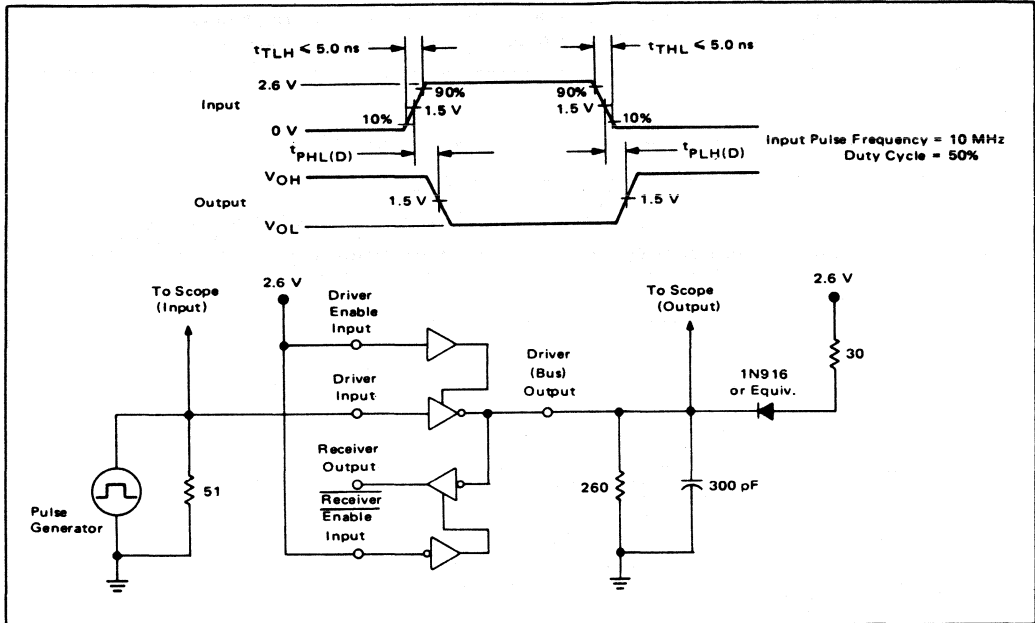 tTLH ≤ 5.0 ns
tTHL ≤ 5.0 ns
2.6 V
90%
90%
Input
1.5 V
1.5 V
10%
10%
0 V
Input Pulse Frequency = 10 MHz
Duty Cycle = 50%
tPHL(D)
tPLH(D)
VOH
Output
1.5 V
1.5 V
VOL
2.6 V
2.6 V
To Scope
(Input)
Driver
Enable
Input
To Scope
(Output)
30
Driver
(Bus)
Output
1N916
or Equiv.
Driver
Input
Receiver
Output
51
260
300 pF
Receiver
Enable
Input
Pulse
Generator